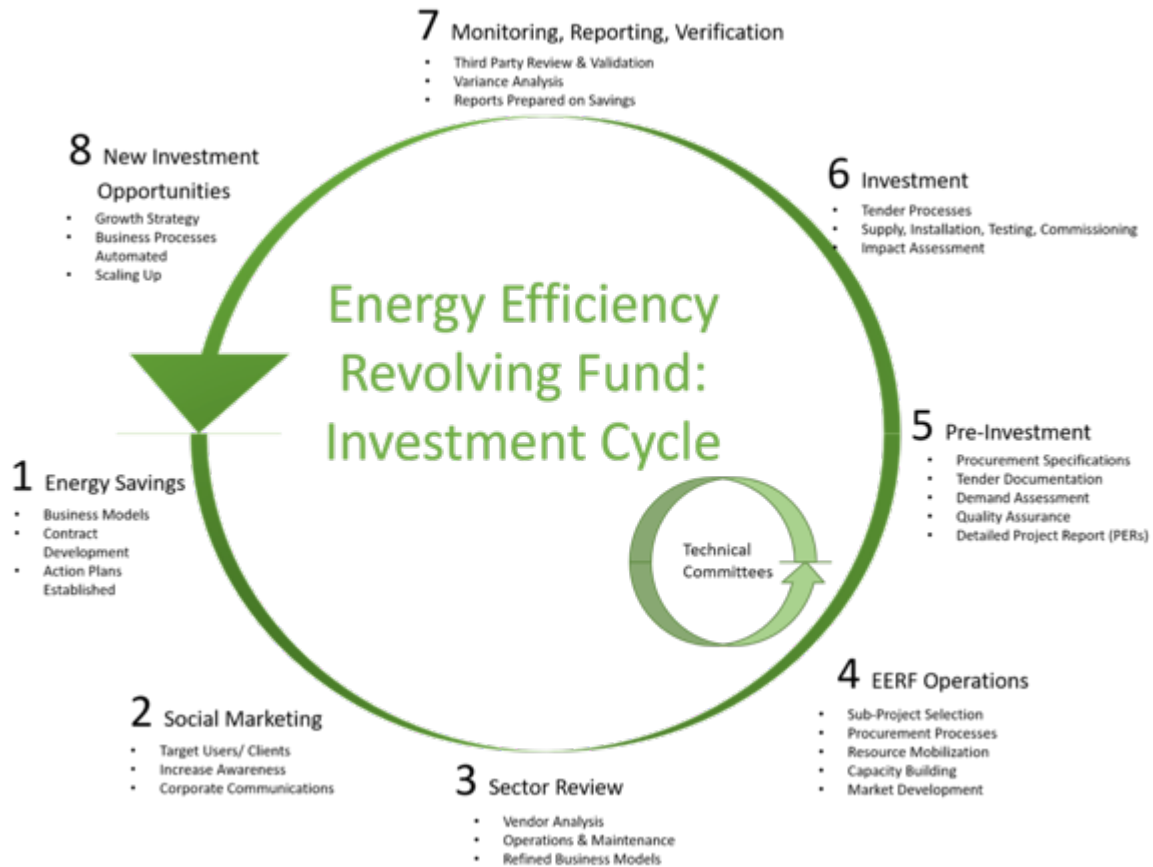 7 Monitoring, Reporting, Verification
• Third Party Review & Validation
• Variance Analysis
• Reports Prepared on Savings
8 New Investment
Opportunities
• Growth Strategy
• Business Processes
Automated
• Scaling Up
6 Investment
• Tender Processes
• Supply, Installation, Testing, Commissioning
• Impact Assessment
Energy Efficiency
Revolving Fund:
Investment Cycle
5 Pre-Investment
• Procurement Specifications
• Tender Documentation
• Demand Assessment
• Quality Assurance
• Detailed Project Report (PERs)
1 Energy Savings
• Business Models
• Contract
Development
• Action Plans
Established
Technical
Committees
4 EERF Operations
• Sub-Project Selection
• Procurement Processes
• Resource Mobilization
• Capacity Building
• Market Development
2 Social Marketing
• Target Users/ Clients
• Increase Awareness
• Corporate Communications
3 Sector Review
• Vendor Analysis
• Operations & Maintenance
• Refined Business Models